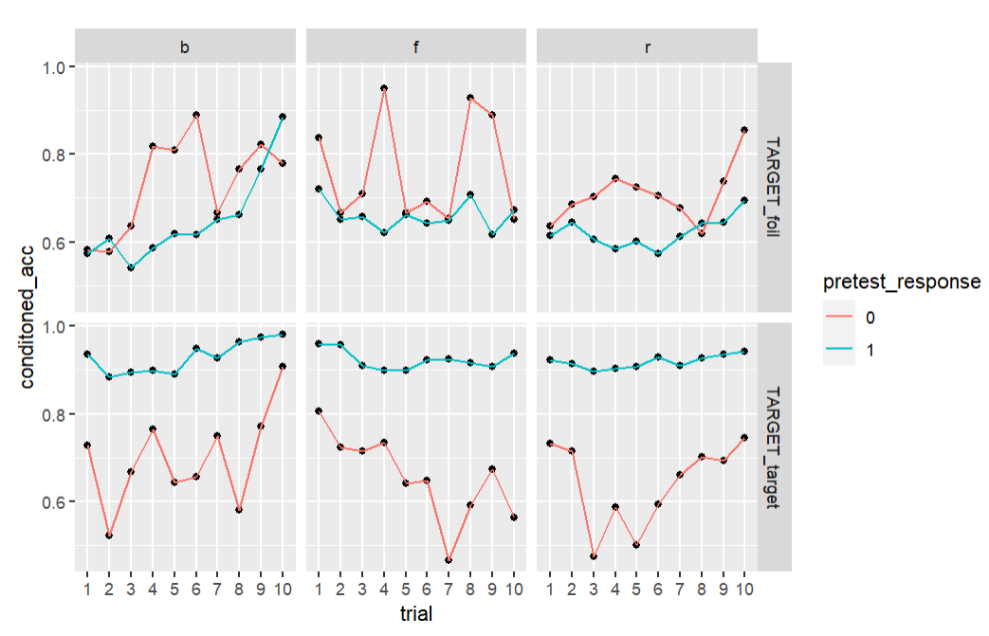 b f r
1.0
0.8
0.6
TARGET_foil
1.0
0.8
0.6
TARGET_target
conditoned_acc
1 2 3 4 5 6 7 8 9 10 1 2 3 4 5 6 7 8 9 10 1 2 3 4 5 6 7 8 9 10
trial
pretest_response
0
1